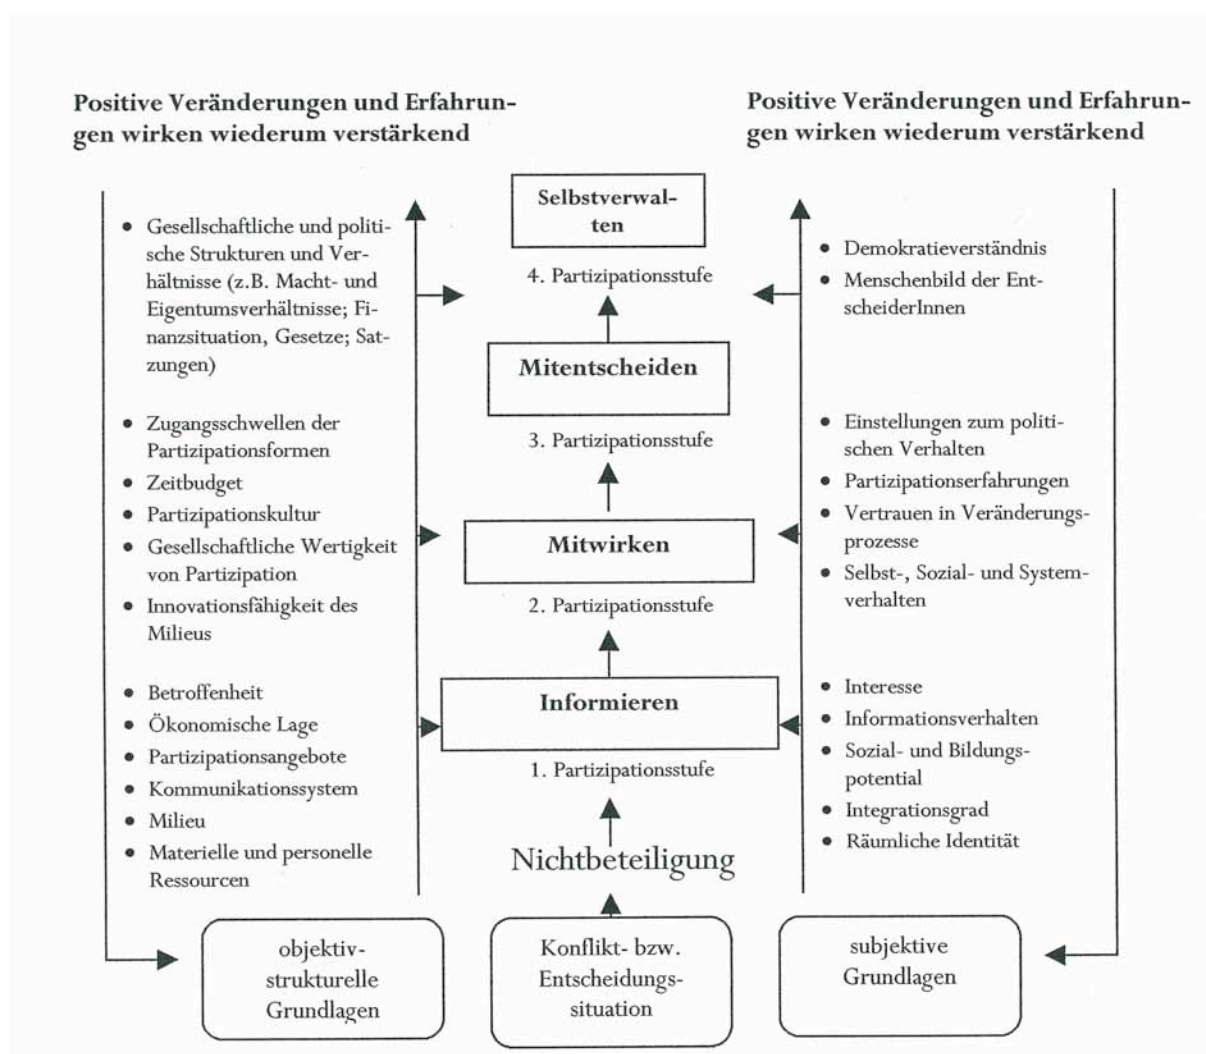 Positive Veränderungen und Erfahrun-
gen wirken wiederum verstärkend
Positive Veränderungen und Erfahrun-
gen wirken wiederum verstärkend
• Gesellschaftliche und politi-
sche Strukturen und Ver-
hältnisse (z.B. Macht- und
Eigentumsverhältnisse; Fi-
nanzsituation, Gesetze; Sat-
zungen)
• Zugangsschwellen der
Partizipationsformen
• Zeitbudget
• Partizipationskultur
• Gesellschaftliche Wertigkeit
von Partizipation
• Innovationsfähigkeit des
Milieus
• Betroffenheit
• Ökonomische Lage
• Partizipationsangebote
• Kommunikationssystem
• Milieu
• Materielle und personelle
Ressourcen
Selbstverwal-
ten
4. Partizipationsstufe
Mitentscheiden
3. Partizipationsstufe
Mitwirken
2. Partizipationsstufe
Informieren
1. Partizipationsstufe
Nichtbeteiligung
• Demokratieverständnis
• Menschenbild der Ent-
scheiderInnen
• Einstellungen zum politi-
schen Verhalten
• Partizipationserfahrungen
• Vertrauen in Veränderungs-
prozesse
• Selbst-, Sozial- und System-
verhalten
• Interesse
• Informationsverhalten
• Sozial- und Bildungs-
potential
• Integrationsgrad
• Räumliche Identität
objektiv-
strukturelle
Grundlagen
Konflikt- bzw.
Entscheidungs-
situation
subjektive
Grundlagen